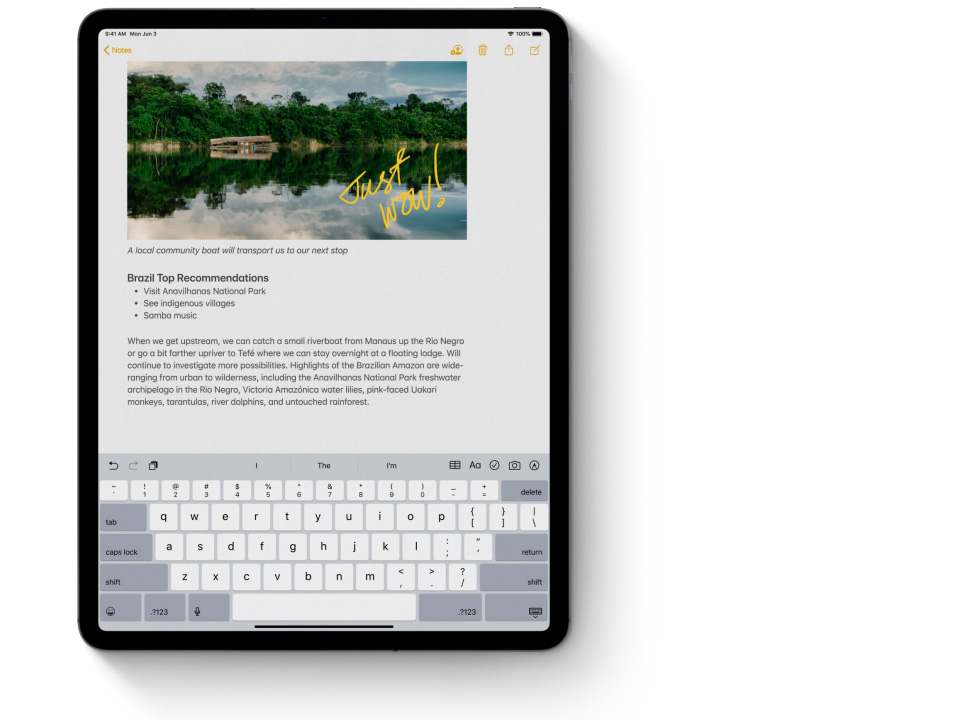 9:41 AM Mon Jun 3 100%
Notes
Just
wow!
A local community boat will transport us to our next stop
Brazil Top Recommendations
• Visit Anavilhanas National Park
• See indigenous villages
• Samba music
When we get upstream, we can catch a small riverboat from Manaus up the Rio Negro
or go a bit farther upriver to Tefé where we can stay overnight at a floating lodge. Will
continue to investigate more possibilities. Highlights of the Brazilian Amazon are wide-
ranging from urban to wilderness, including the Anavilhanas National Park freshwater
archipelago in the Rio Negro, Victoria Amazónica water lilies, pink-faced Uakari
monkeys, tarantulas, river dolphins, and untouched rainforest.
I The I'm Aa
~ ! @ # $ % ^ & * ( ) _ +
` 1 2 3 4 5 6 7 8 9 0 - = delete
tab q w e r t y u i o p { [ } ] | \
caps lock a s d f g h j k l : ; " ' return
shift z x c v b n m < , > . ? / shift
.?123 .?123